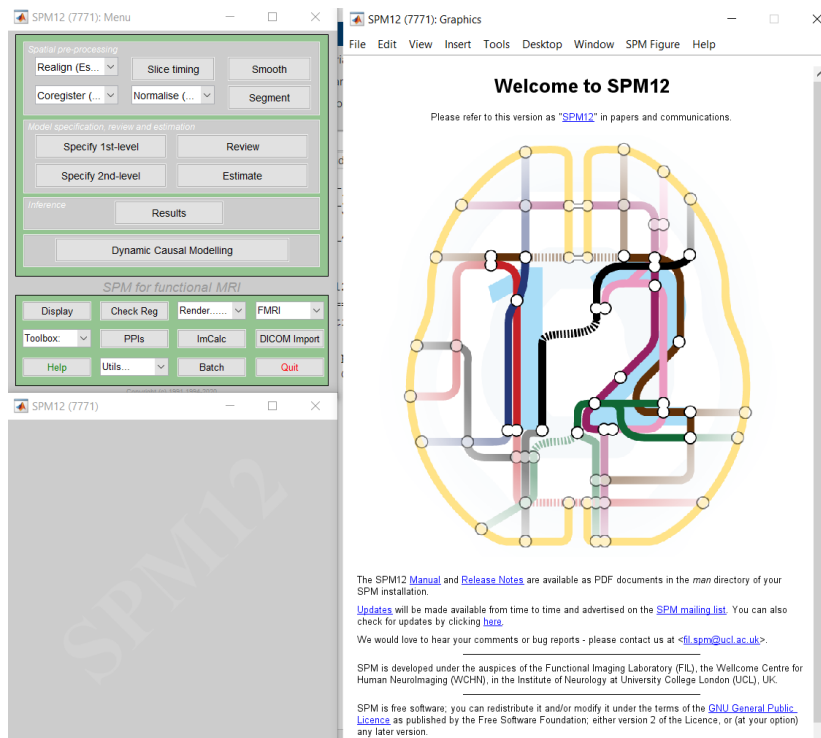 SPM12 (7771): Menu
Spatial pre-processing
Realign (Es... Slice timing Smooth
Coregister (... Normalise (... Segment
Model specification, review and estimation
Specify 1st-level Review
Specify 2nd-level Estimate
Inference
Results
Dynamic Causal Modelling
SPM for functional MRI
Display Check Reg Render...... FMRI
Toolbox: PPIs ImCalc DICOM Import
Help Utils... Batch Quit
SPM12 (7771)
SPM12
SPM12 (7771): Graphics
File Edit View Insert Tools Desktop Window SPM Figure Help
Welcome to SPM12
Please refer to this version as "SPM12" in papers and communications.
12
The SPM12 Manual and Release Notes are available as PDF documents in the man directory of your
SPM installation.
Updates will be made available from time to time and advertised on the SPM mailing list. You can also
check for updates by clicking here.
We would love to hear your comments or bug reports - please contact us at <fil.spm@ucl.ac.uk>.
SPM is developed under the auspices of the Functional Imaging Laboratory (FIL), the Wellcome Centre for
Human NeuroImaging (WCHN), in the Institute of Neurology at University College London (UCL), UK.
SPM is free software; you can redistribute it and/or modify it under the terms of the GNU General Public
Licence as published by the Free Software Foundation; either version 2 of the Licence, or (at your option)
any later version.